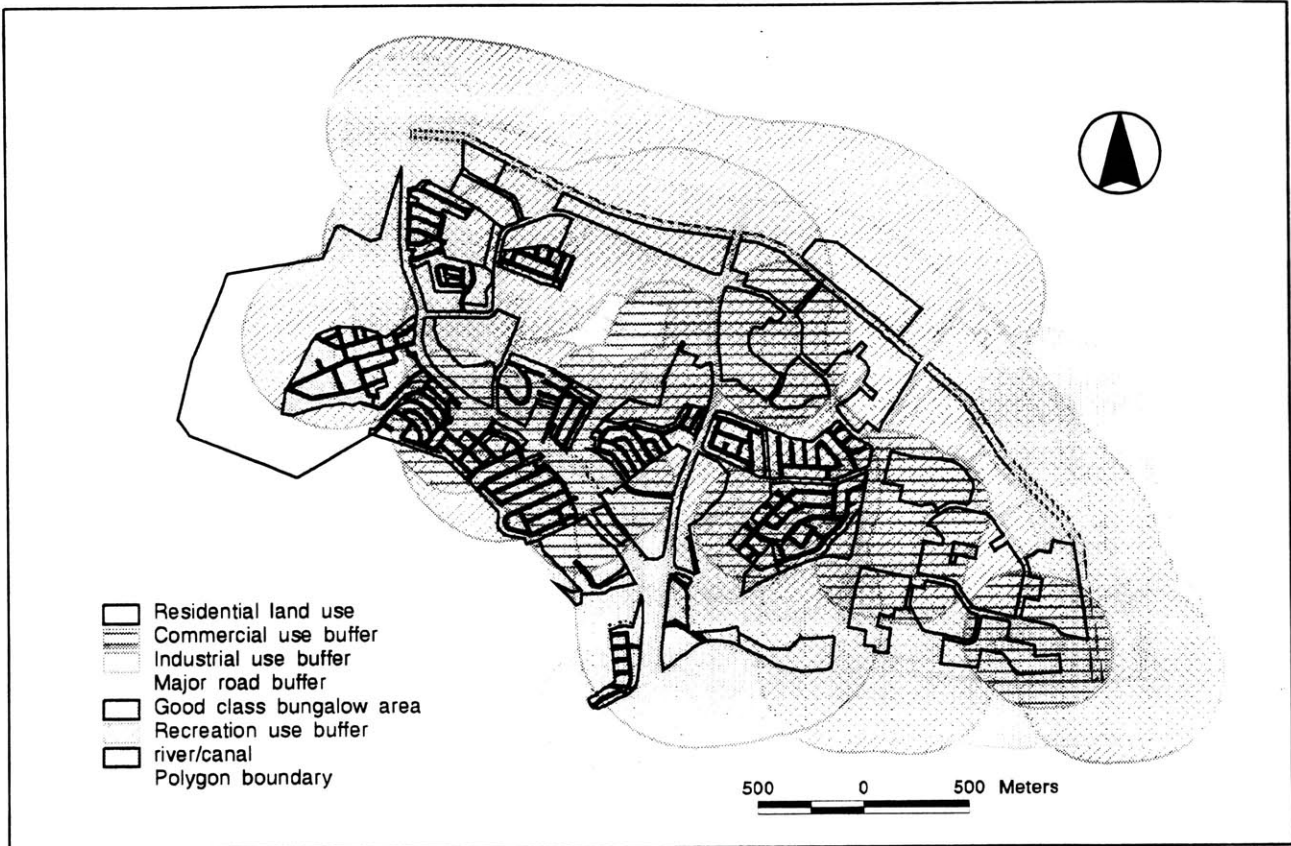 Residential land use
Commercial use buffer
Industrial use buffer
Major road buffer
Good class bungalow area
Recreation use buffer
river/canal
Polygon boundary
500 0 500 Meters